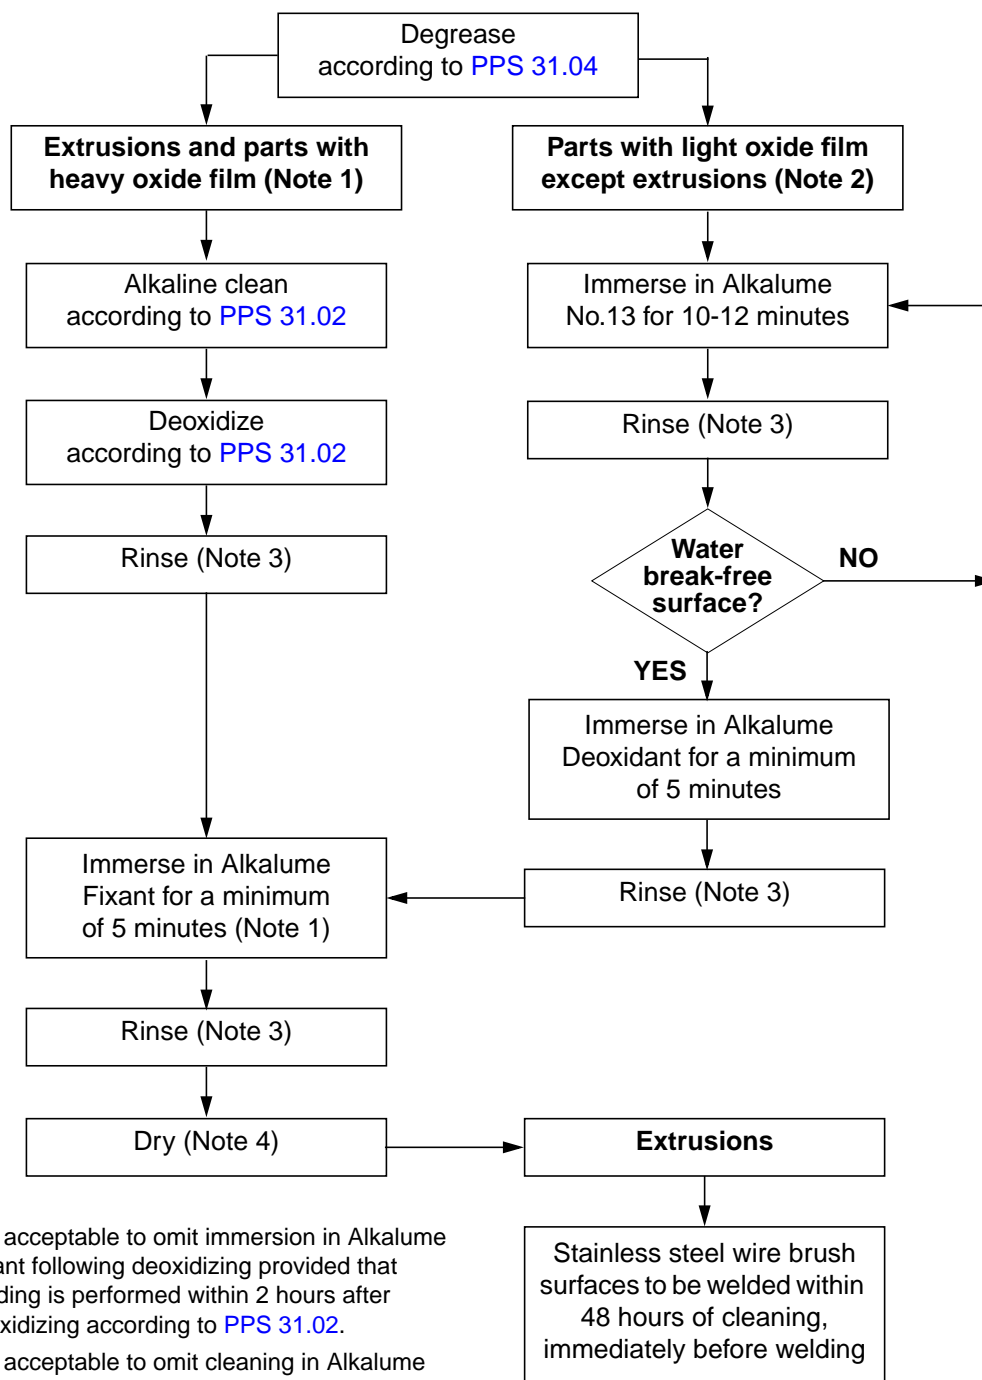 Degrease
according to PPS 31.04
Extrusions and parts with
heavy oxide film (Note 1)
Parts with light oxide film
except extrusions (Note 2)
Alkaline clean
according to PPS 31.02
Immerse in Alkalume
No.13 for 10-12 minutes
Deoxidize
according to PPS 31.02
Rinse (Note 3)
Rinse (Note 3)
Water
break-free
surface?
NO
YES
Immerse in Alkalume
Deoxidant for a minimum
of 5 minutes
Immerse in Alkalume
Fixant for a minimum
of 5 minutes (Note 1)
Rinse (Note 3)
Rinse (Note 3)
Dry (Note 4)
Extrusions
Stainless steel wire brush
surfaces to be welded within
48 hours of cleaning,
immediately before welding
acceptable to omit immersion in Alkalume
following deoxidizing provided that
is performed within 2 hours after
according to PPS 31.02.
acceptable to omit cleaning in Alkalume